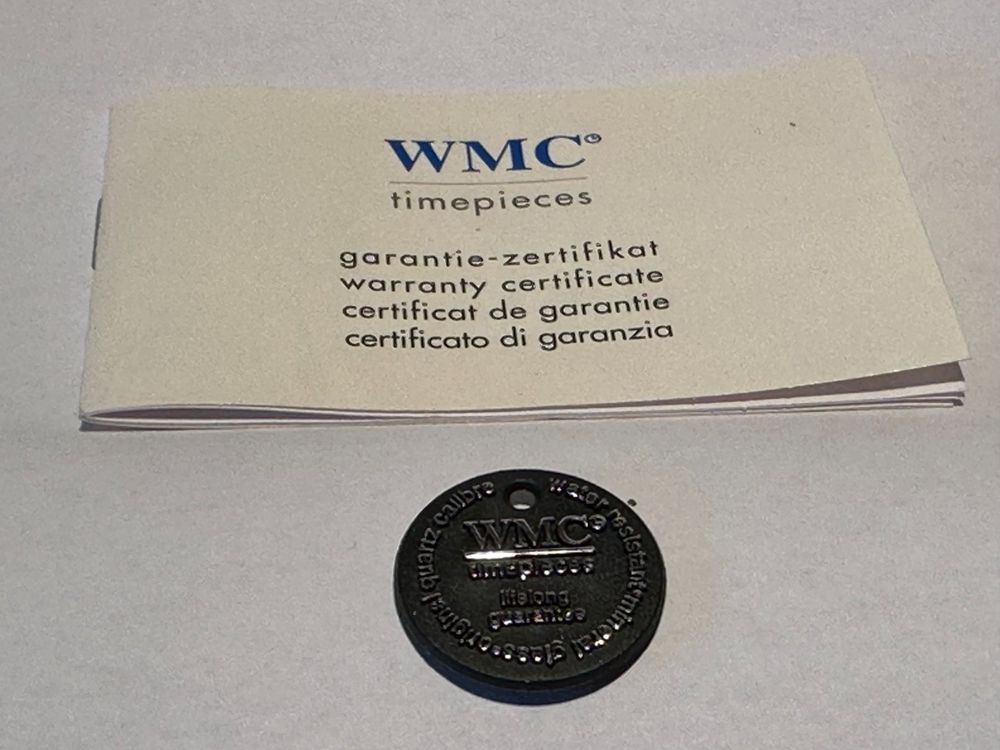 WMC®
timepieces
garantie-zertifikat
warranty certificate
certificat de garantie
certificato di garanzia
water resistant•mineral glass•original quartz calibre
WMC®
timepieces
lifelong
guarantee